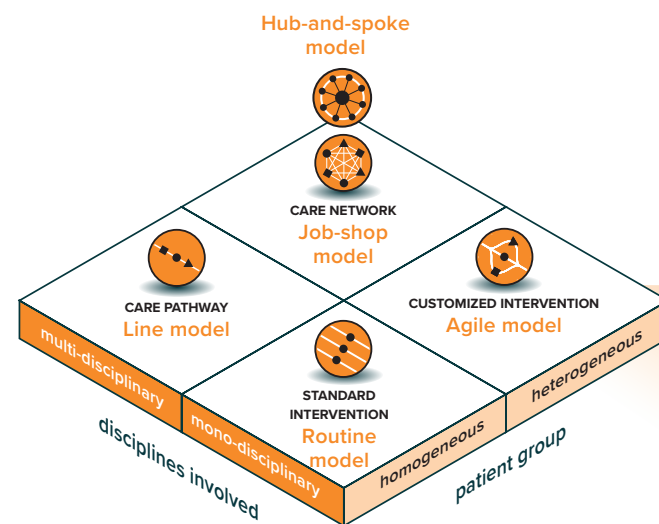 Hub-and-spoke
model
CARE NETWORK
Job-shop
model
CARE PATHWAY
Line model
CUSTOMIZED INTERVENTION
Agile model
STANDARD
INTERVENTION
Routine
model
multi-disciplinary
mono-disciplinary
disciplines involved
homogeneous
heterogeneous
patient group